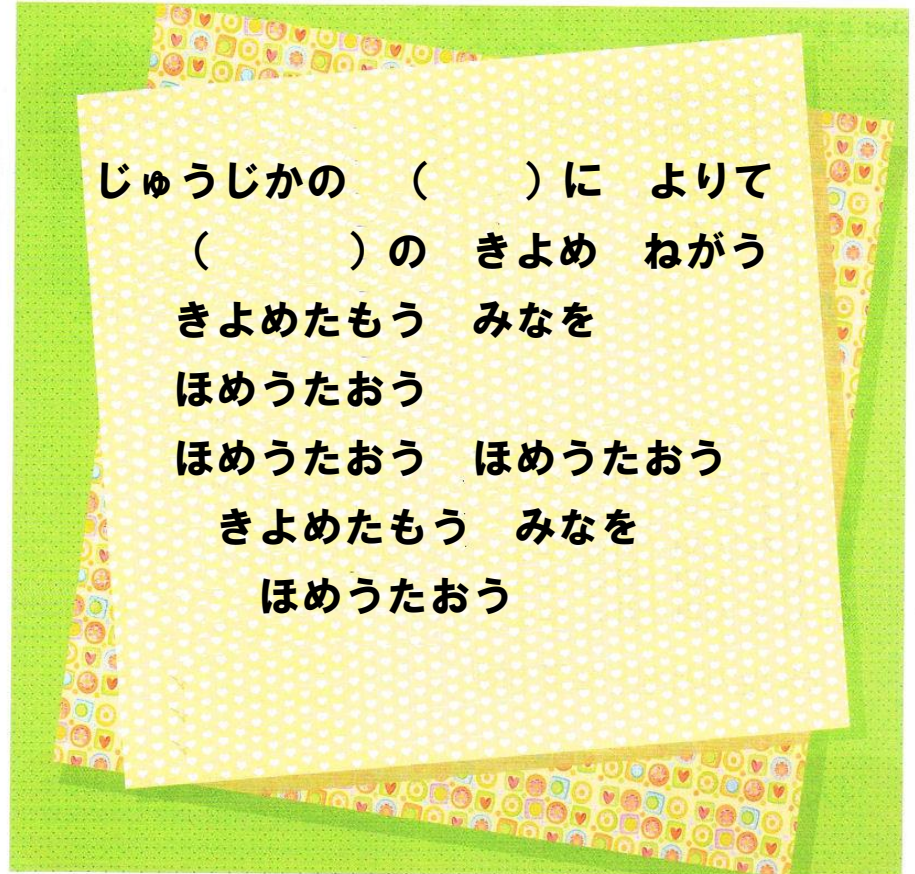 じゅうじかの　（　　）に　よりて
（　　　）の　きよめ　ねがう
きよめたもう　みなを
ほめうたおう
ほめうたおう　ほめうたおう
きよめたもう　みなを
ほめうたおう